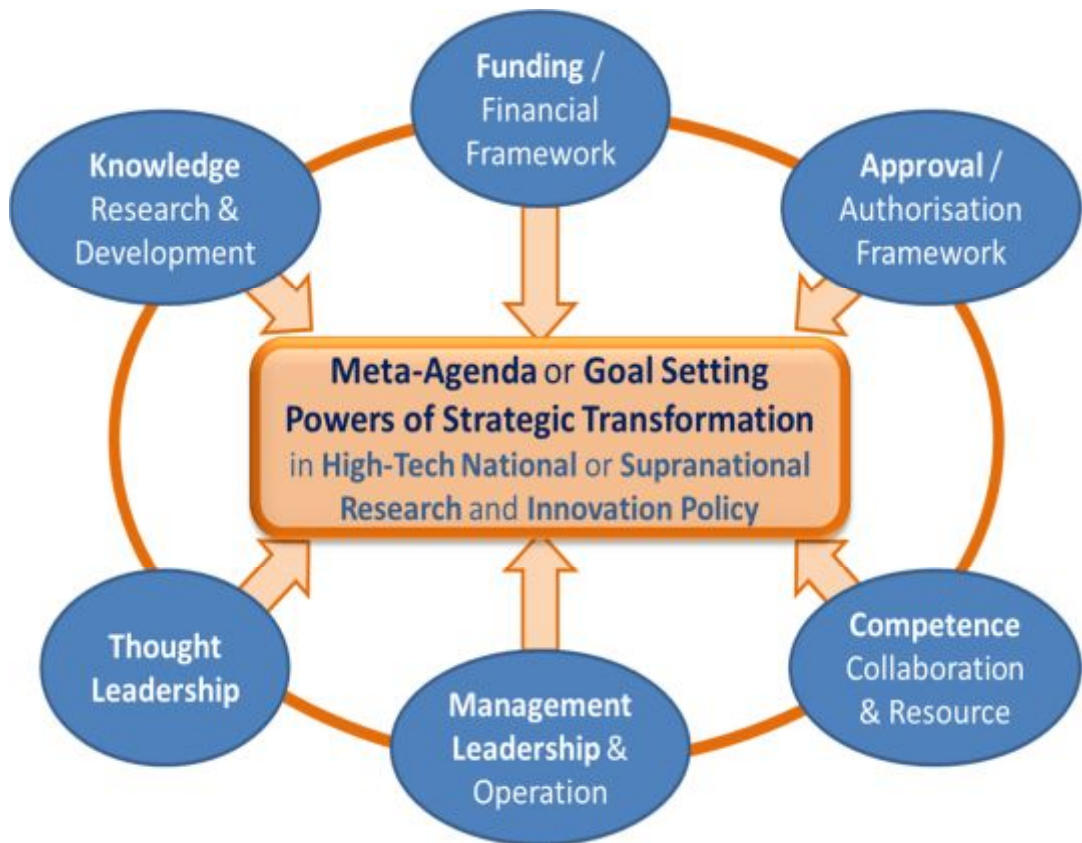 Funding /
Financial
Framework
Knowledge
Research &
Development
Approval /
Authorisation
Framework
Meta-Agenda or Goal Setting
Powers of Strategic Transformation
in High-Tech National or Supranational
Research and Innovation Policy
Thought
Leadership
Management
Leadership &
Operation
Competence
Collaboration
& Resource